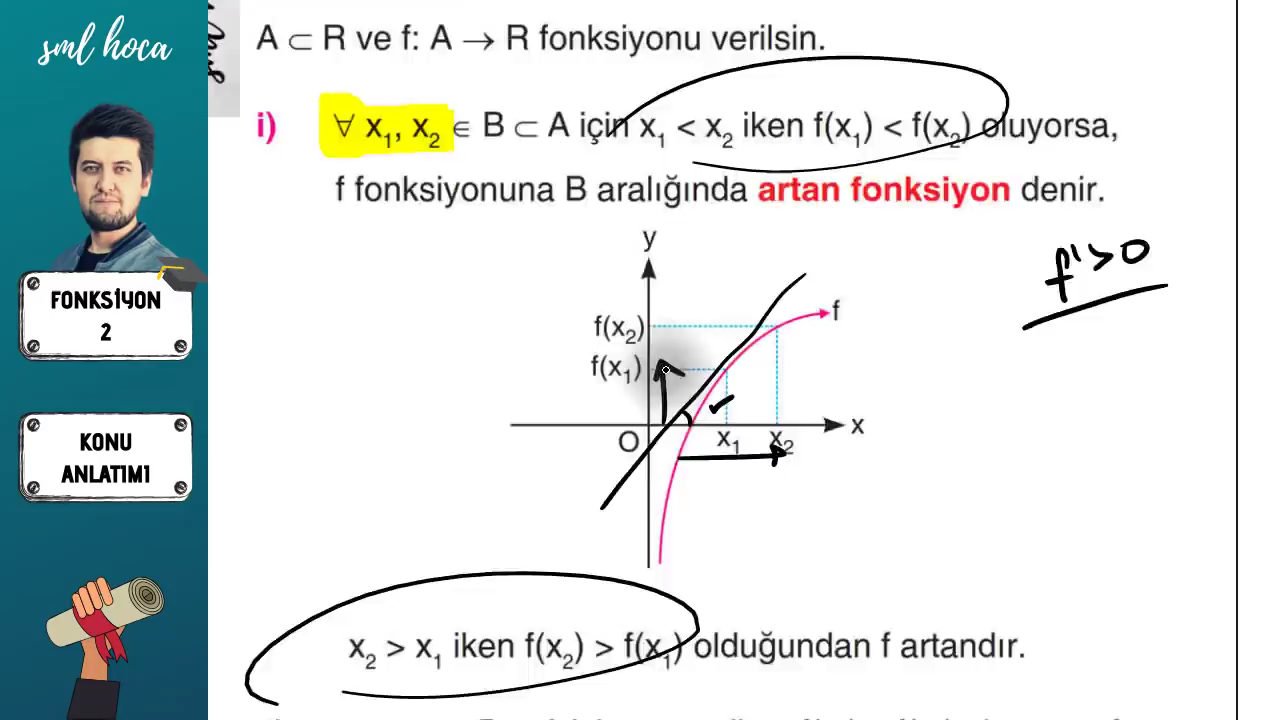 sml hoca
FONKSİYON
2
KONU
ANLATIMI
A ⊂ R ve f: A → R fonksiyonu verilsin.
i) ∀ x₁, x₂ ∈ B ⊂ A için x₁ < x₂ iken f(x₁) < f(x₂) oluyorsa,
f fonksiyonuna B aralığında artan fonksiyon denir.
f' > 0
y
f
f(x₂)
f(x₁)
O x₁ x₂ x
x₂ > x₁ iken f(x₂) > f(x₁) olduğundan f artandır.